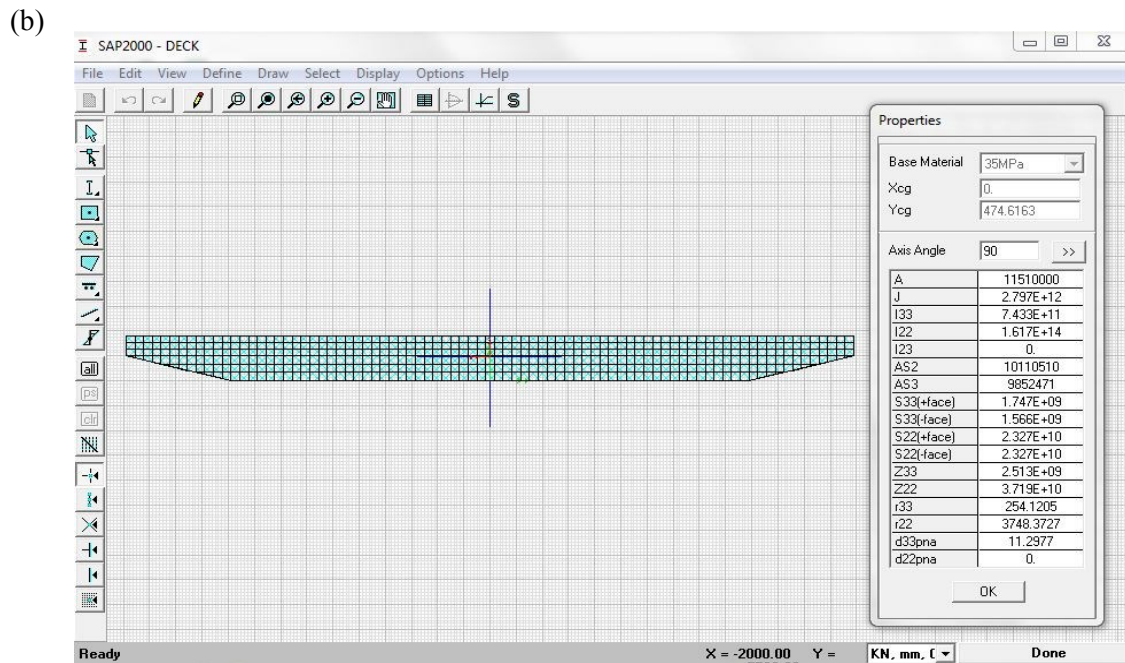 (b)
SAP2000 - DECK
File Edit View Define Draw Select Display Options Help
Properties
Base Material 35MPa
Xcg 0.
Ycg 474.6163
Axis Angle 90 >>
A 11510000
J 2.797E+12
I33 7.433E+11
I22 1.617E+14
I23 0.
AS2 10110510
AS3 9852471
S33(+face) 1.747E+09
S33(-face) 1.566E+09
S22(+face) 2.327E+10
S22(-face) 2.327E+10
Z33 2.513E+09
Z22 3.719E+10
r33 254.1205
r22 3748.3727
d33pna 11.2977
d22pna 0.
OK
all
ps
clr
Ready X = -2000.00 Y = KN, mm, Done